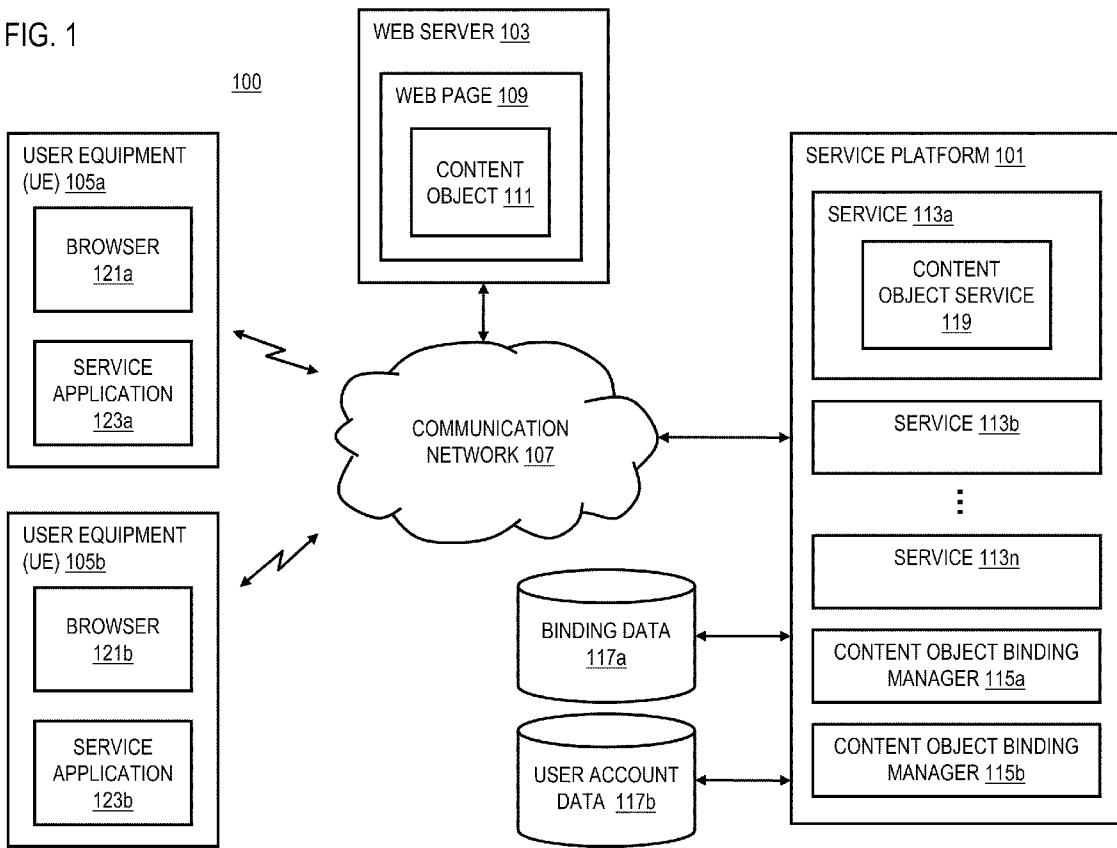 FIG. 1
100
WEB SERVER 103
WEB PAGE 109
CONTENT
OBJECT 111
USER EQUIPMENT
(UE) 105a
BROWSER
121a
SERVICE
APPLICATION
123a
USER EQUIPMENT
(UE) 105b
BROWSER
121b
SERVICE
APPLICATION
123b
COMMUNICATION
NETWORK 107
BINDING DATA
117a
USER ACCOUNT
DATA 117b
SERVICE PLATFORM 101
SERVICE 113a
CONTENT
OBJECT SERVICE
119
SERVICE 113b
⋮
SERVICE 113n
CONTENT OBJECT BINDING
MANAGER 115a
CONTENT OBJECT BINDING
MANAGER 115b